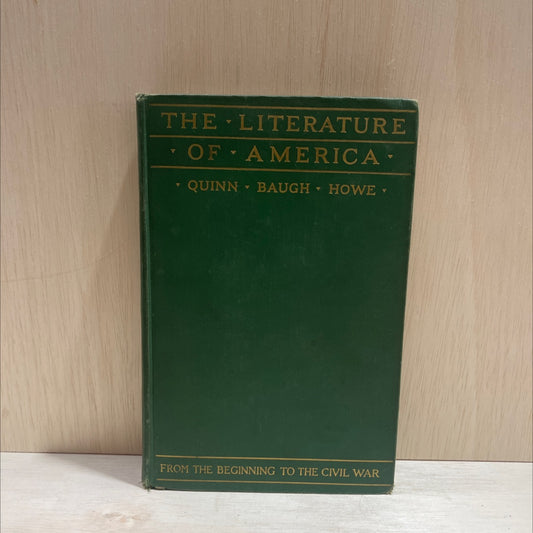 THE · LITERATURE
· OF · AMERICA ·
· QUINN · BAUGH · HOWE ·
FROM THE BEGINNING TO THE CIVIL WAR